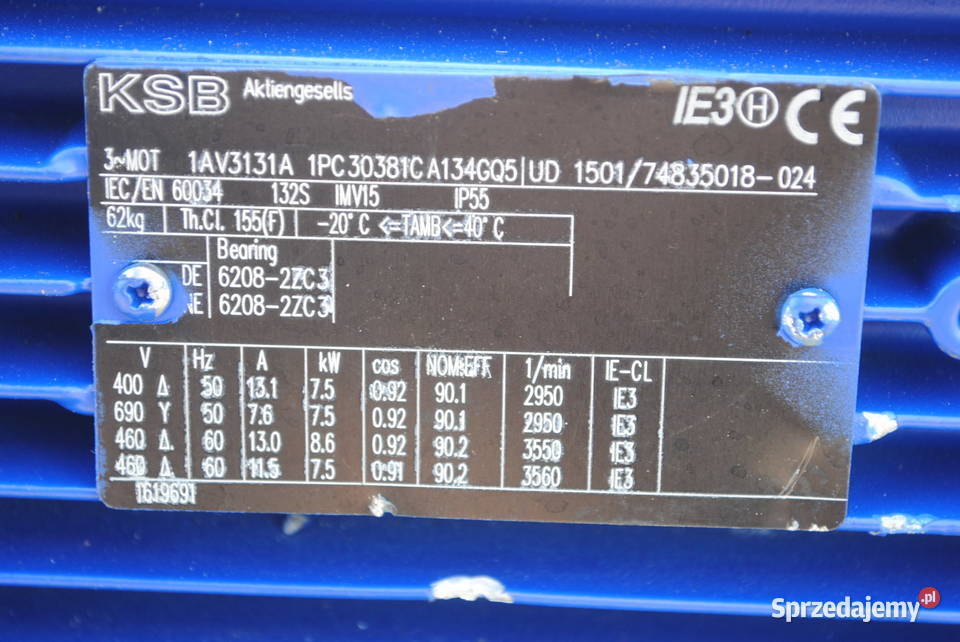 KSB Aktiengesells IE3 H CE
3~MOT 1AV3131A 1PC30381CA134GQ5 UD 1501/74835018-024
IEC/EN 60034 132S IMV15 IP55
62kg Th.Cl. 155(F) -20°C <=TAMB<=40°C
Bearing
DE 6208-2ZC3
NE 6208-2ZC3
V Hz A kW cos NOM.EFF 1/min IE-CL
400 Δ 50 13.1 7.5 0.92 90.1 2950 IE3
690 Y 50 7.6 7.5 0.92 90.1 2950 IE3
460 Δ 60 13.0 8.6 0.92 90.2 3550 IE3
460 Δ 60 11.5 7.5 0.91 90.2 3560 IE3
1619691
Sprzedajemy.pl